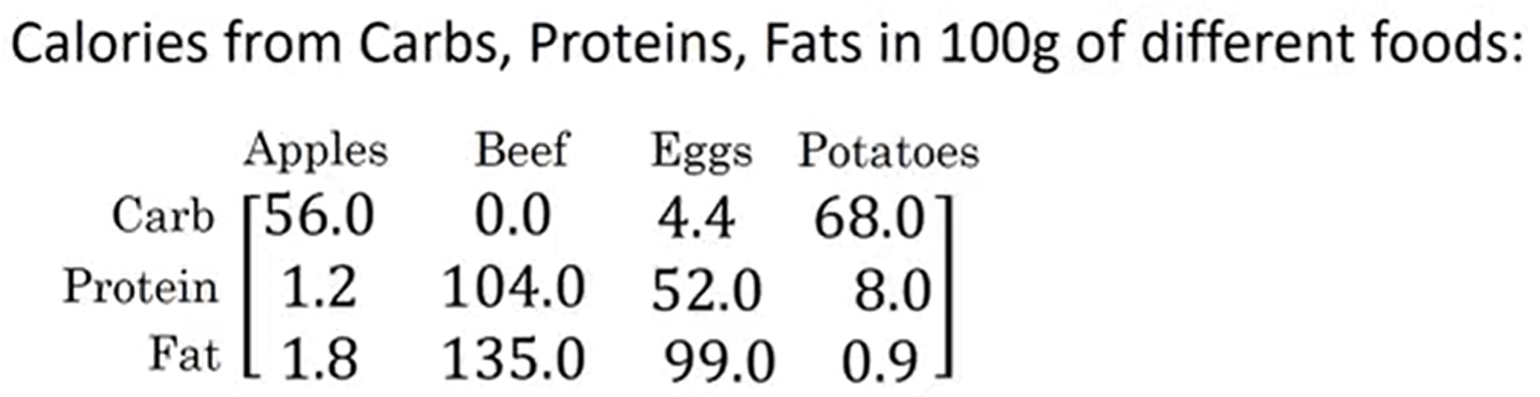 Calories from Carbs, Proteins, Fats in 100g of different foods:
Apples Beef Eggs Potatoes
Carb 56.0 0.0 4.4 68.0
Protein 1.2 104.0 52.0 8.0
Fat 1.8 135.0 99.0 0.9